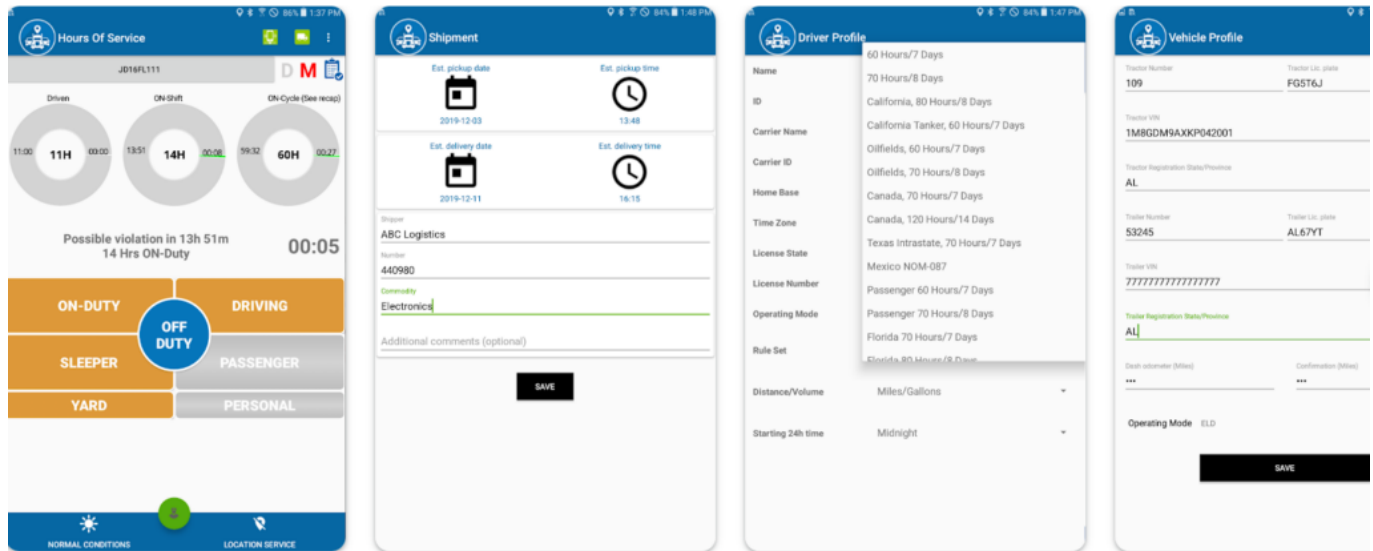 86% 1:37 PM
Hours Of Service
JD16FL111
D M
Driven
ON-Shift
ON-Cycle (See recap)
11:00 11H 00:00
13:51 14H 00:08
59:32 60H 00:27
Possible violation in 13h 51m
14 Hrs ON-Duty
00:05
ON-DUTY
DRIVING
OFF
DUTY
SLEEPER
PASSENGER
YARD
PERSONAL
NORMAL CONDITIONS
LOCATION SERVICE
84% 1:48 PM
Shipment
Est. pickup date
Est. pickup time
2019-12-03
13:48
Est. delivery date
Est. delivery time
2019-12-11
16:15
Shipper
ABC Logistics
Number
440980
Commodity
Electronics
Additional comments (optional)
SAVE
84% 1:47 PM
Driver Profile
Name
ID
Carrier Name
Carrier ID
Home Base
Time Zone
License State
License Number
Operating Mode
Rule Set
60 Hours/7 Days
70 Hours/8 Days
California, 80 Hours/8 Days
California Tanker, 60 Hours/7 Days
Oilfields, 60 Hours/7 Days
Oilfields, 70 Hours/8 Days
Canada, 70 Hours/7 Days
Canada, 120 Hours/14 Days
Texas Intrastate, 70 Hours/7 Days
Mexico NOM-087
Passenger 60 Hours/7 Days
Passenger 70 Hours/8 Days
Florida 70 Hours/7 Days
Florida 80 Hours/8 Days
Distance/Volume
Miles/Gallons
Starting 24h time
Midnight
Vehicle Profile
Tractor Number
Tractor Lic. plate
109
FG5T6J
Tractor VIN
1M8GDM9AXKP042001
Tractor Registration State/Province
AL
Trailer Number
Trailer Lic. plate
53245
AL67YT
Trailer VIN
77777777777777777
Trailer Registration State/Province
AL
Dash odometer (Miles)
Confirmation (Miles)
•••
•••
Operating Mode ELD
SAVE